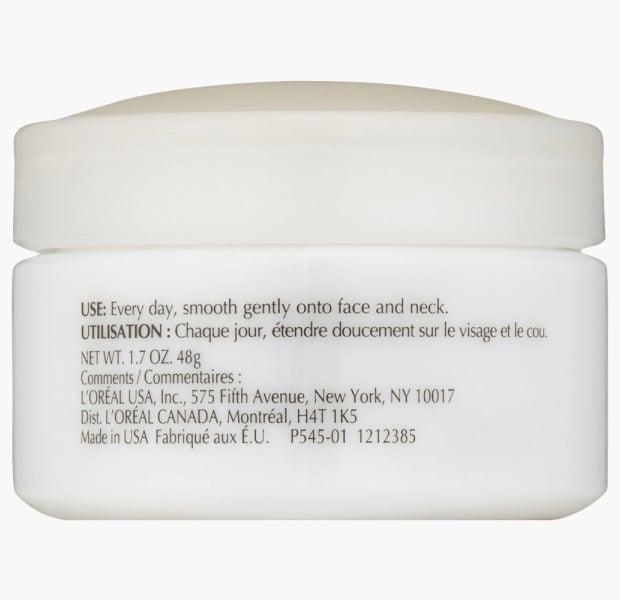 USE: Every day, smooth gently onto face and neck.
UTILISATION : Chaque jour, étendre doucement sur le visage et le cou.
NET WT. 1.7 OZ. 48g
Comments / Commentaires :
L'ORÉAL USA, Inc., 575 Fifth Avenue, New York, NY 10017
Dist. L'ORÉAL CANADA, Montréal, H4T 1K5
Made in USA Fabriqué aux É.U. P545-01 1212385